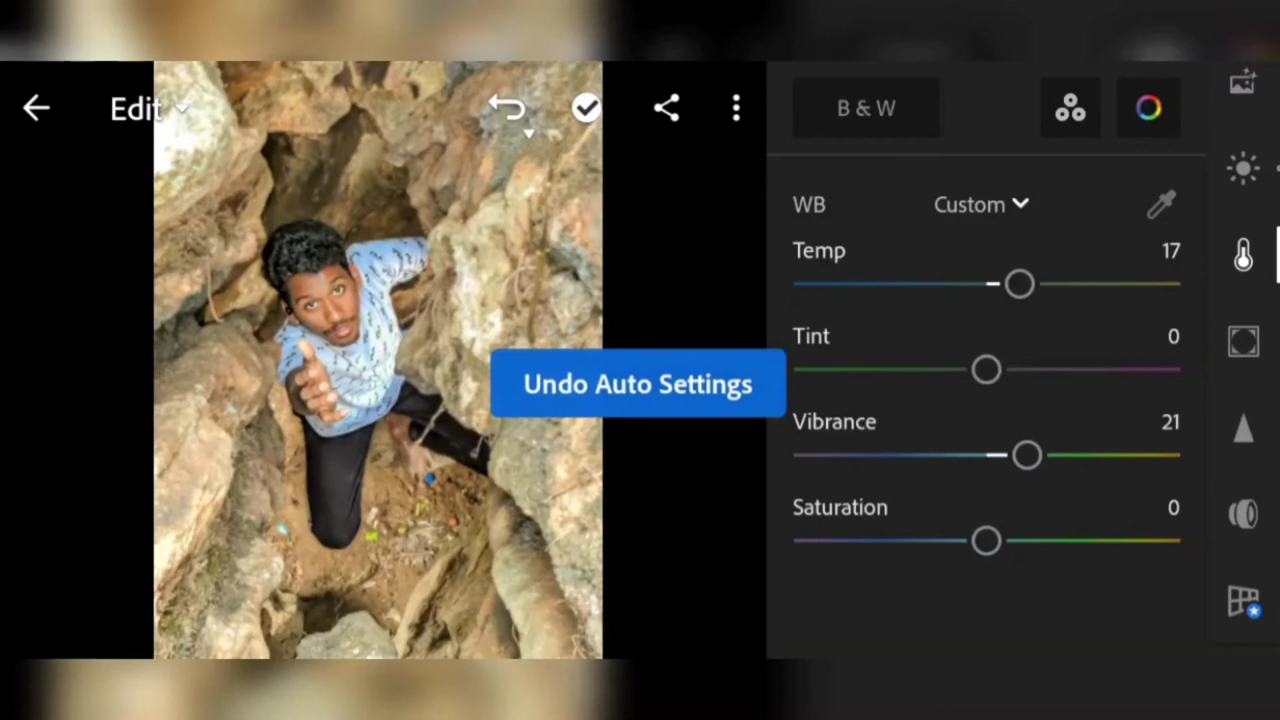 Edit
B & W
WB Custom
Temp 17
Tint 0
Undo Auto Settings
Vibrance 21
Saturation 0